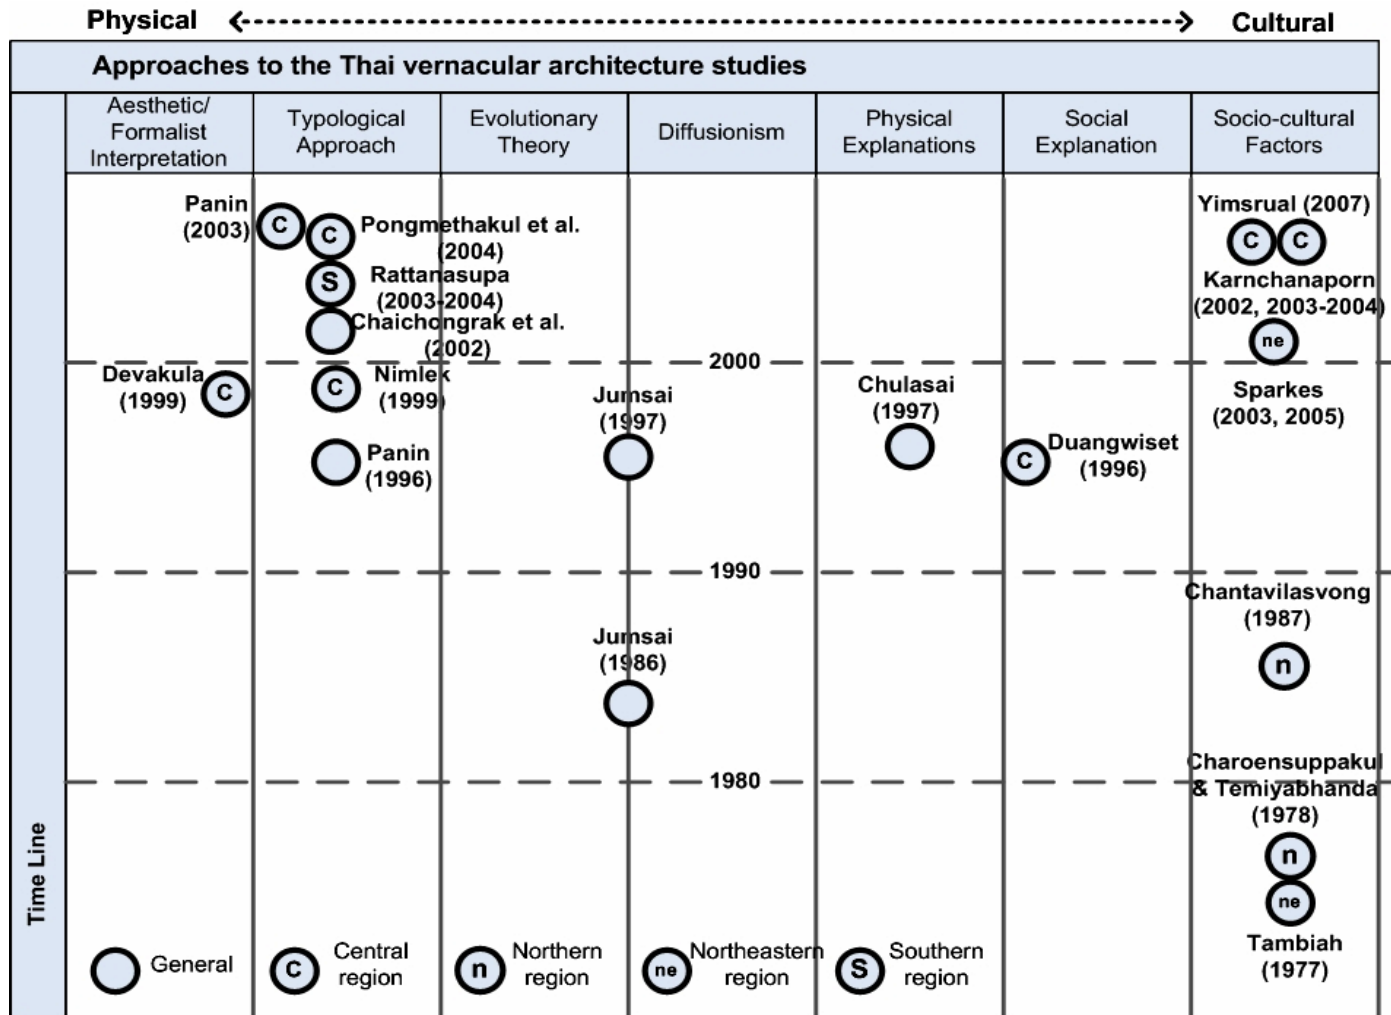 Physical
Cultural
Approaches to the Thai vernacular architecture studies
Aesthetic/
Formalist
Interpretation
Typological
Approach
Evolutionary
Theory
Diffusionism
Physical
Explanations
Social
Explanation
Socio-cultural
Factors
Time Line
Panin
(2003)
C
C
Pongmethakul et al.
(2004)
S
Rattanasupa
(2003-2004)
Chaichongrak et al.
(2002)
Yimsrual (2007)
C
C
Karnchanaporn
(2002, 2003-2004)
ne
2000
Devakula
(1999)
C
C
Nimlek
(1999)
Panin
(1996)
Jumsai
(1997)
Chulasai
(1997)
C
Duangwiset
(1996)
Sparkes
(2003, 2005)
1990
Jumsai
(1986)
Chantavilasvong
(1987)
n
1980
Charoensuppakul
& Temiyabhanda
(1978)
n
ne
Tambiah
(1977)
General
C
Central
region
n
Northern
region
ne
Northeastern
region
S
Southern
region